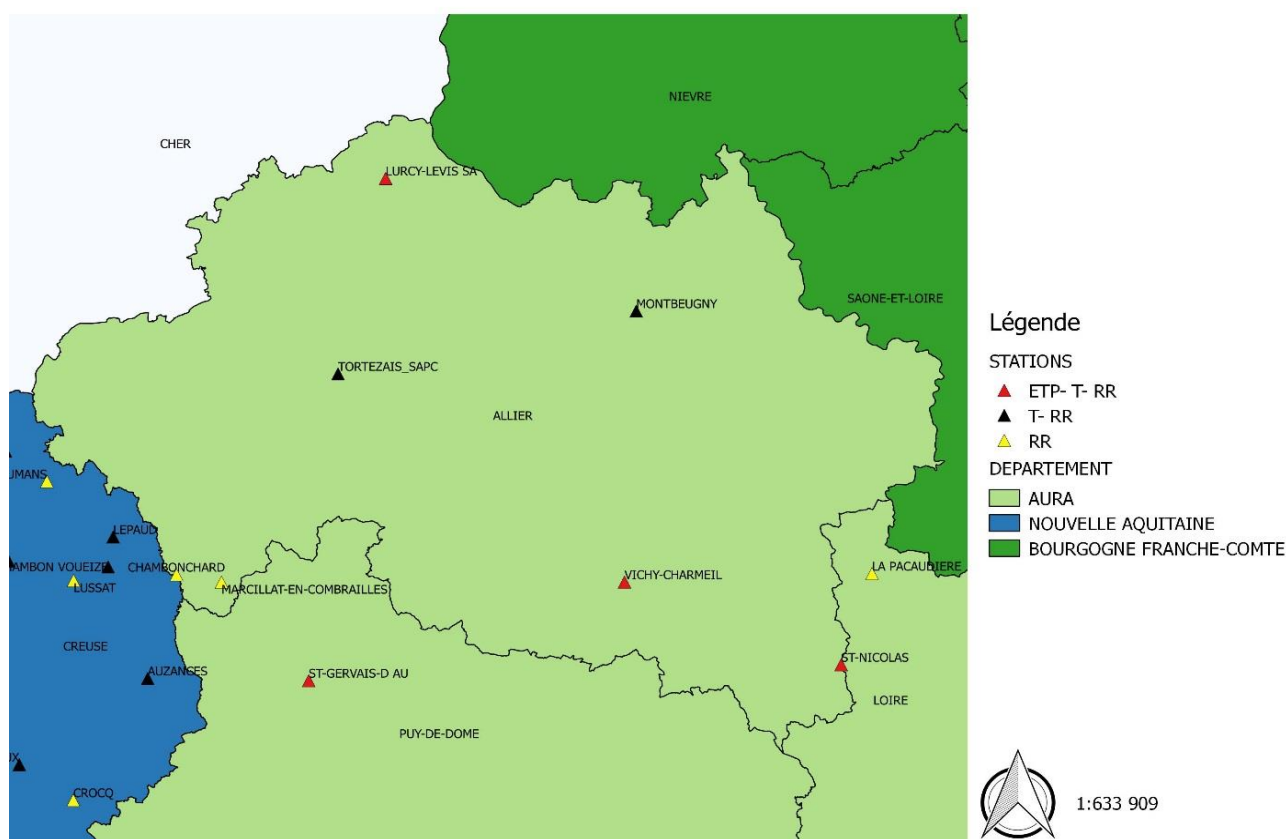 NIEVRE
CHER
LURCY-LEVIS SA
SAONE-ET-LOIRE
MONTBEUGNY
TORTEZAIS_SAPC
ALLIER
UMANS
LEPAUD
AMBON VOUEIZE
CHAMBONCHARD
LA PACAUDIERE
VICHY-CHARMEIL
LUSSAT
MARCILLAT-EN-COMBRAILLES
CREUSE
ST-NICOLAS
AUZANCES
ST-GERVAIS-D AU
LOIRE
PUY-DE-DOME
UX
CROCQ
Légende
STATIONS
ETP- T- RR
T- RR
RR
DEPARTEMENT
AURA
NOUVELLE AQUITAINE
BOURGOGNE FRANCHE-COMTE
1:633 909